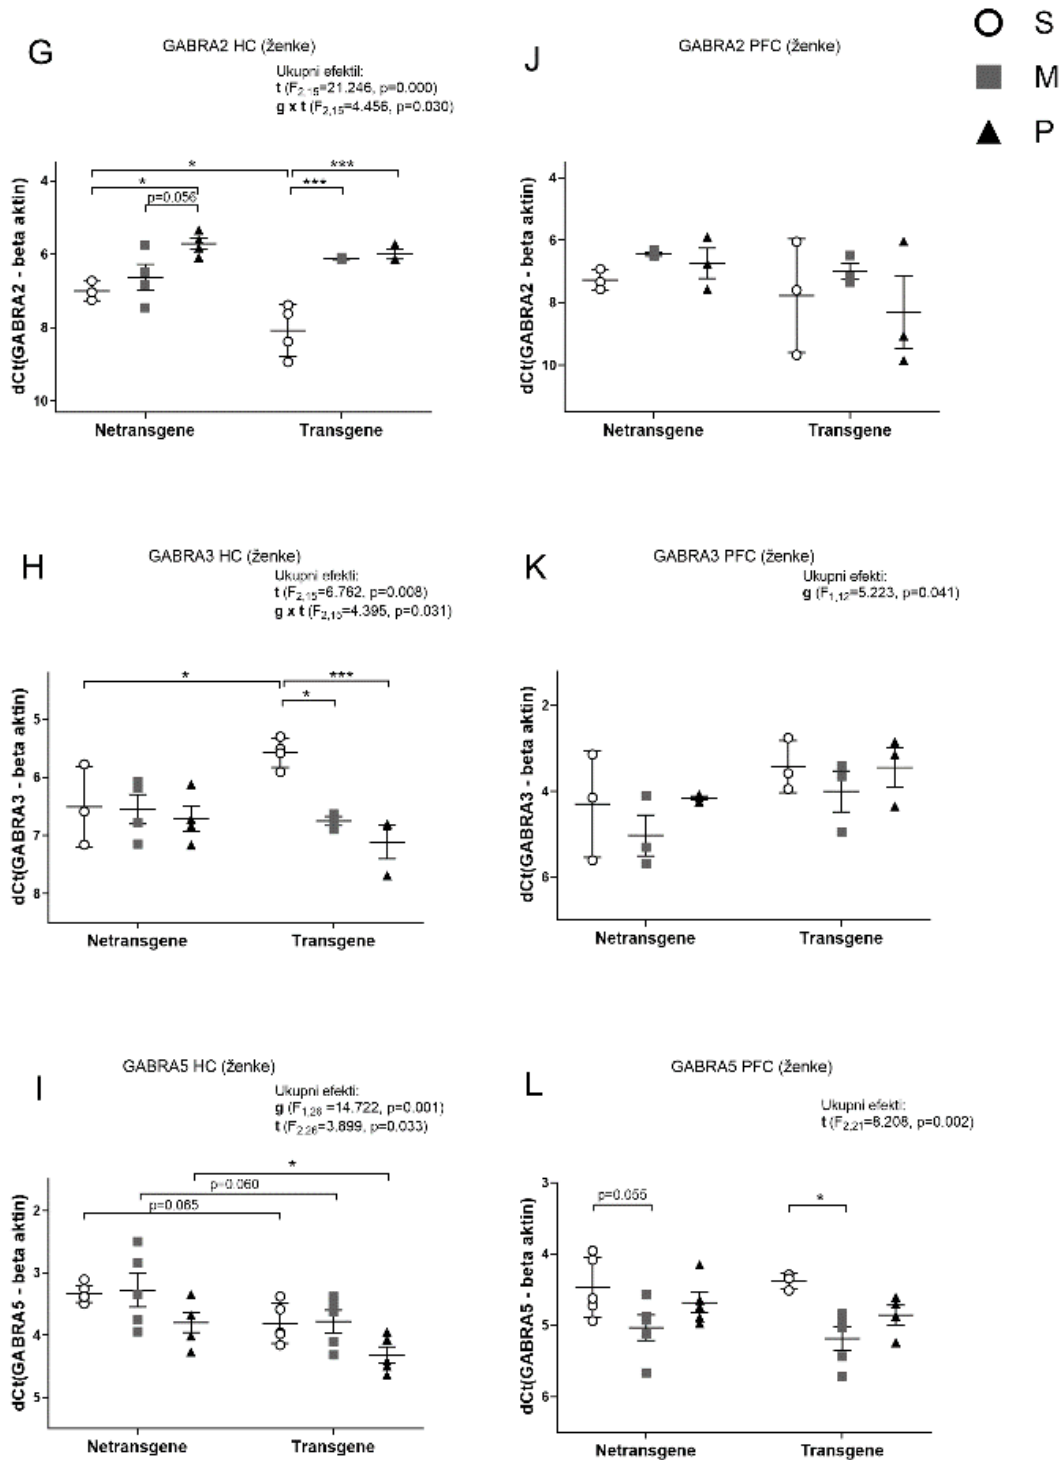 S
M
P
G
GABRA2 HC (ženke)
Ukupni efektil:
t (F2,15=21.246, p=0.000)
g x t (F2,15=4.456, p=0.030)
*
***
*
***
p=0.056
dCt(GABRA2 - beta aktin)
4
6
8
10
Netransgene
Transgene
J
GABRA2 PFC (ženke)
dCt(GABRA2 - beta aktin)
4
6
8
10
Netransgene
Transgene
H
GABRA3 HC (ženke)
Ukupni efekti:
t (F2,15=6.762, p=0.008)
g x t (F2,15=4.395, p=0.031)
*
***
*
dCt(GABRA3 - beta aktin)
5
6
7
8
Netransgene
Transgene
K
GABRA3 PFC (ženke)
Ukupni efekti:
g (F1,12=5.223, p=0.041)
dCt(GABRA3 - beta aktin)
2
4
6
Netransgene
Transgene
I
GABRA5 HC (ženke)
Ukupni efekti:
g (F1,26 =14.722, p=0.001)
t (F2,26=3.899, p=0.033)
*
p=0.060
p=0.065
dCt(GABRA5 - beta aktin)
2
3
4
5
Netransgene
Transgene
L
GABRA5 PFC (ženke)
Ukupni efekti:
t (F2,21=8.208, p=0.002)
p=0.055
*
dCt(GABRA5 - beta aktin)
3
4
5
6
Netransgene
Transgene